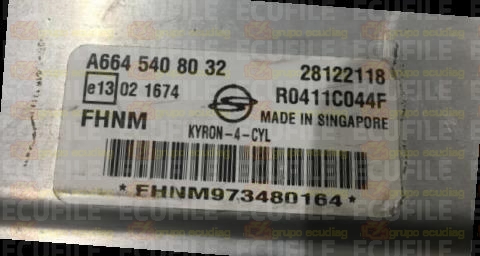 A664 540 80 32 28122118
e13 02 1674 R0411C044F
FHNM MADE IN SINGAPORE
KYRON-4-CYL
* FHNM973480164 *
ECUFILE
grupo ecudiag